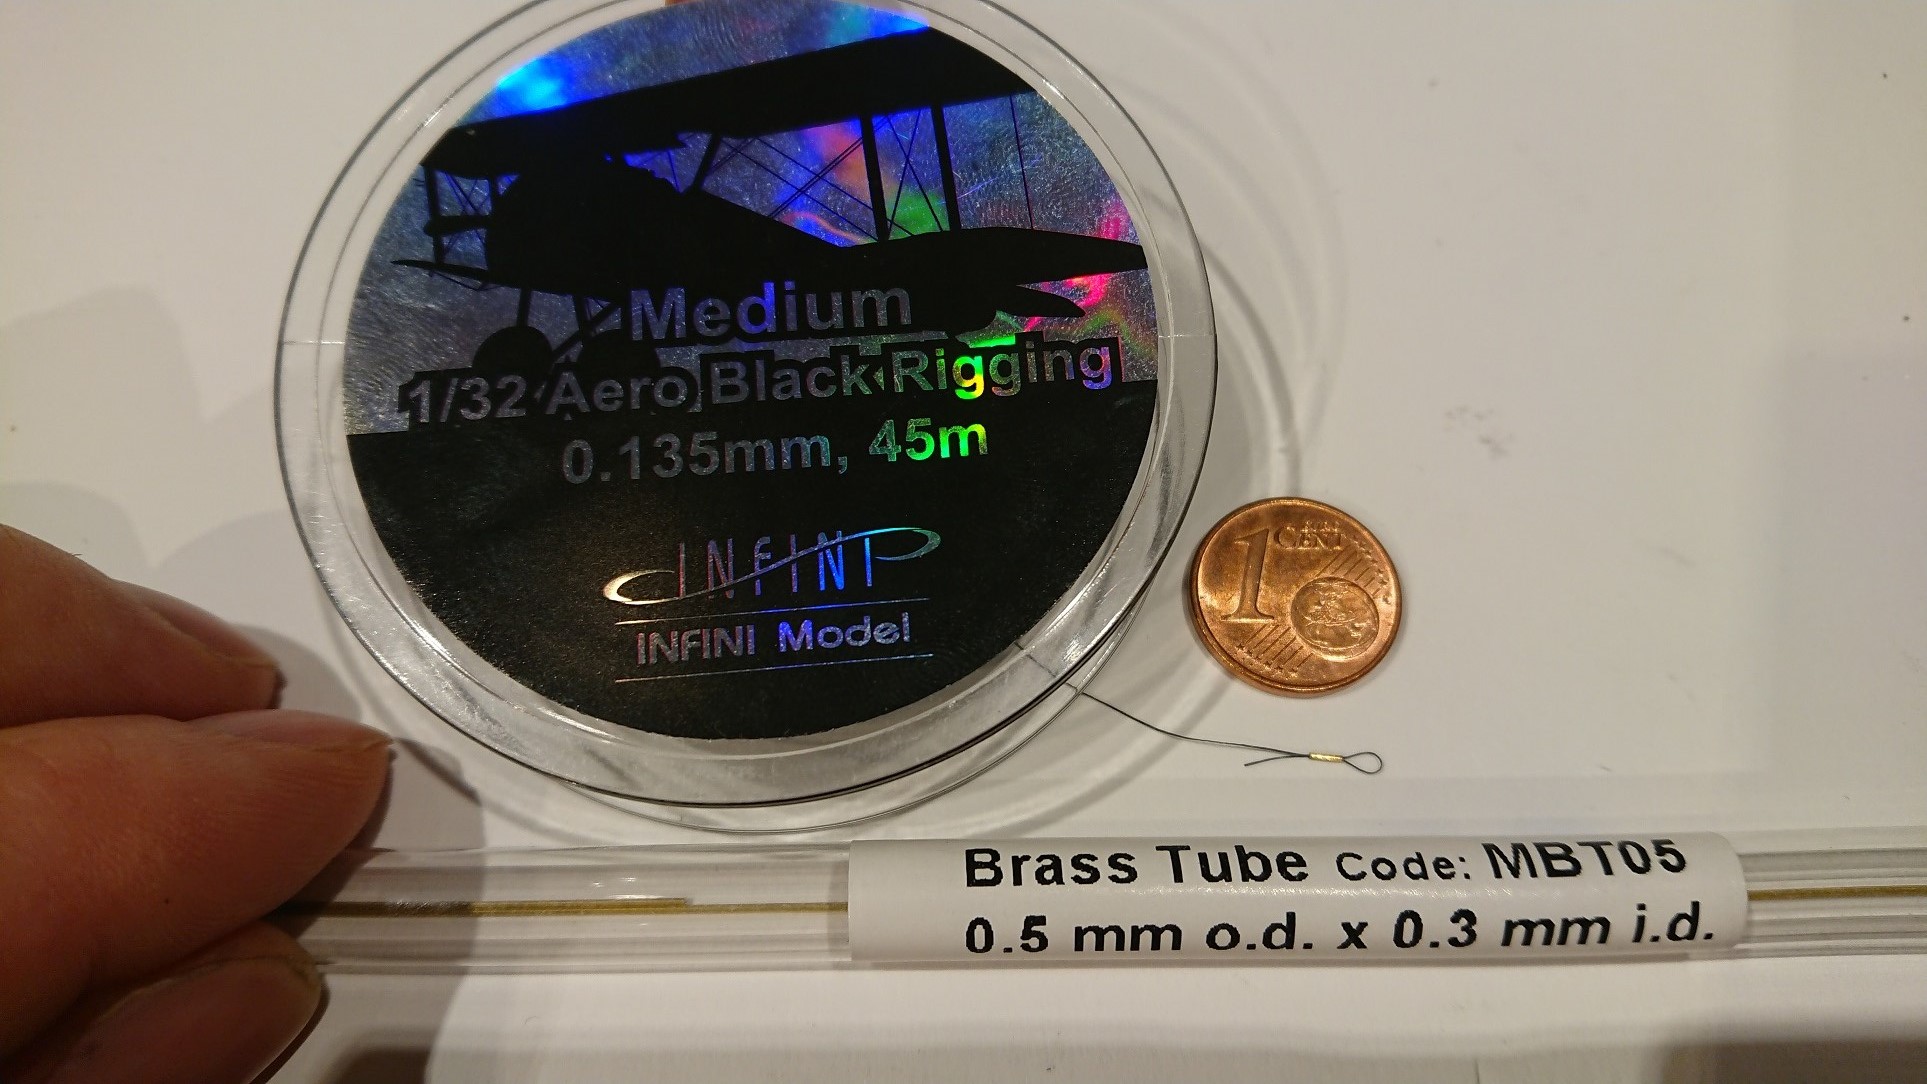 Medium
1/32 Aero Black Rigging
0.135mm, 45m
INFINI
INFINI Model
1
CENT
Brass Tube Code: MBT05
0.5 mm o.d. x 0.3 mm i.d.